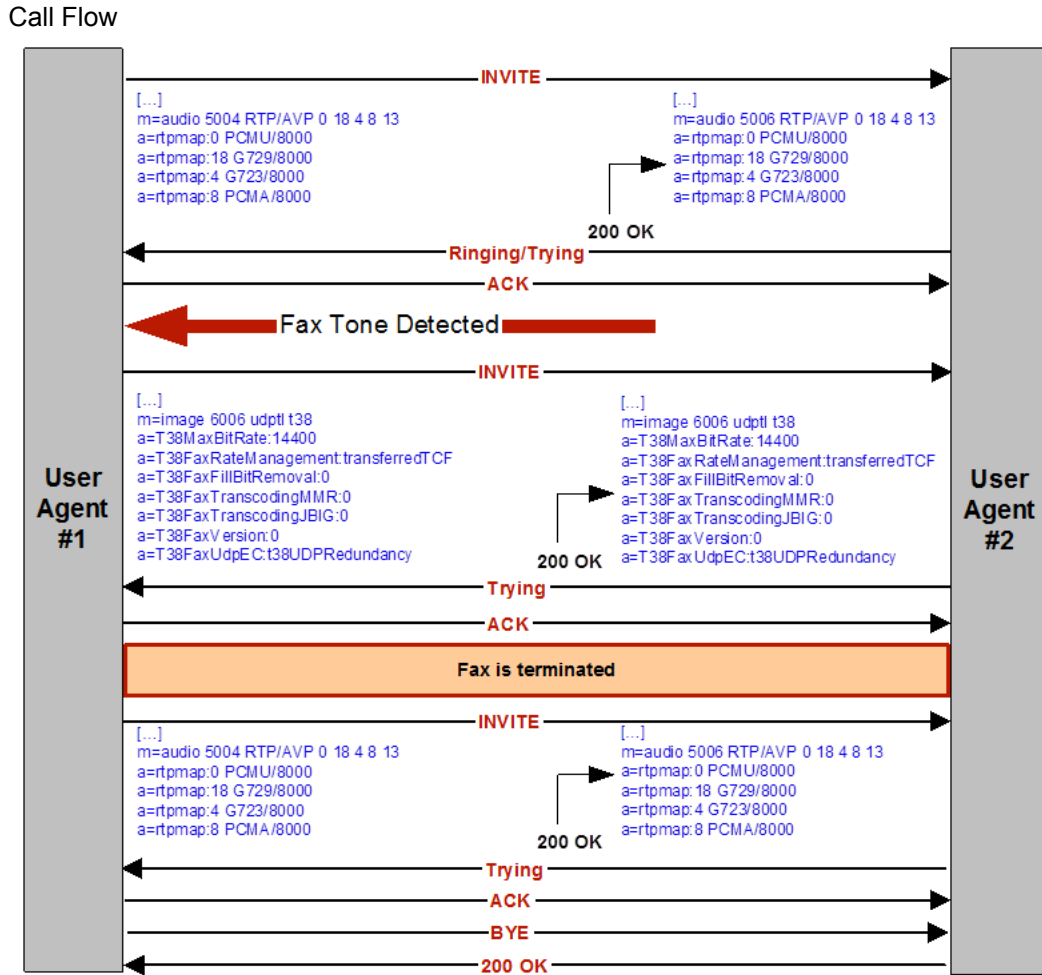 Call Flow
INVITE
[...]
m=audio 5004 RTP/AVP 0 18 4 8 13
a=rtpmap:0 PCMU/8000
a=rtpmap:18 G729/8000
a=rtpmap:4 G723/8000
a=rtpmap:8 PCMA/8000
[...]
m=audio 5006 RTP/AVP 0 18 4 8 13
a=rtpmap:0 PCMU/8000
a=rtpmap:18 G729/8000
a=rtpmap:4 G723/8000
a=rtpmap:8 PCMA/8000
200 OK
Ringing/Trying
ACK
Fax Tone Detected
INVITE
[...]
m=image 6006 udptl t38
a=T38MaxBitRate:14400
a=T38FaxRateManagement:transferredTCF
a=T38FaxFillBitRemoval:0
a=T38FaxTranscodingMMR:0
a=T38FaxTranscodingJBIG:0
a=T38FaxVersion:0
a=T38FaxUdpEC:t38UDPRedundancy
[...]
m=image 6006 udptl t38
a=T38MaxBitRate:14400
a=T38FaxRateManagement:transferredTCF
a=T38FaxFillBitRemoval:0
a=T38FaxTranscodingMMR:0
a=T38FaxTranscodingJBIG:0
a=T38FaxVersion:0
a=T38FaxUdpEC:t38UDPRedundancy
200 OK
User
Agent
#1
User
Agent
#2
Trying
ACK
Fax is terminated
INVITE
[...]
m=audio 5004 RTP/AVP 0 18 4 8 13
a=rtpmap:0 PCMU/8000
a=rtpmap:18 G729/8000
a=rtpmap:4 G723/8000
a=rtpmap:8 PCMA/8000
[...]
m=audio 5006 RTP/AVP 0 18 4 8 13
a=rtpmap:0 PCMU/8000
a=rtpmap:18 G729/8000
a=rtpmap:4 G723/8000
a=rtpmap:8 PCMA/8000
200 OK
Trying
ACK
BYE
200 OK